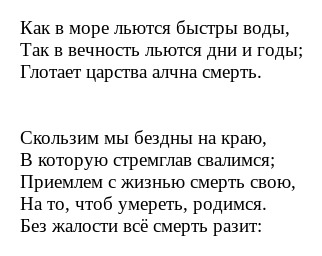 Как в море льются быстры воды,
Так в вечность льются дни и годы;
Глотает царства алчна смерть.
Скользим мы бездны на краю,
В которую стремглав свалимся;
Приемлем с жизнью смерть свою,
На то, чтоб умереть, родимся.
Без жалости всё смерть разит: